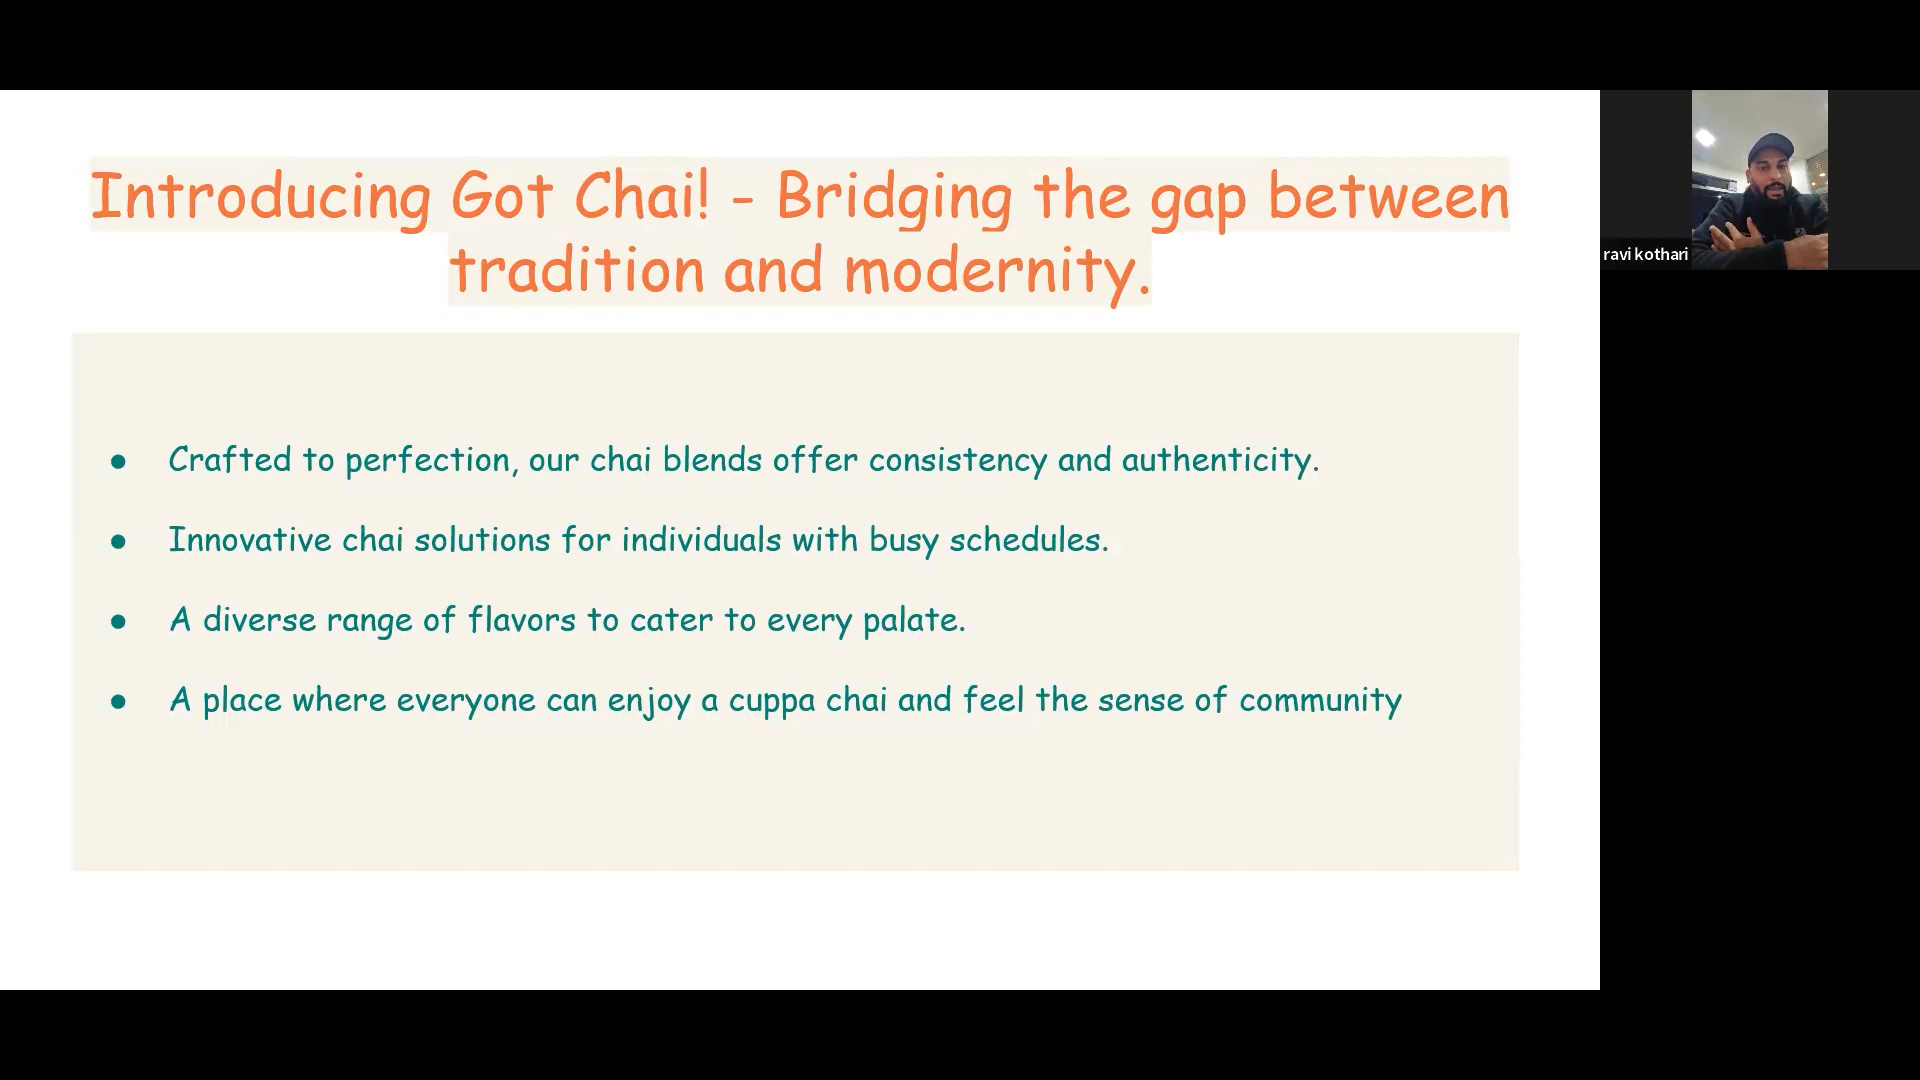 Introducing Got Chai! - Bridging the gap between
tradition and modernity.
● Crafted to perfection, our chai blends offer consistency and authenticity.
● Innovative chai solutions for individuals with busy schedules.
● A diverse range of flavors to cater to every palate.
● A place where everyone can enjoy a cuppa chai and feel the sense of community
ravi kothari